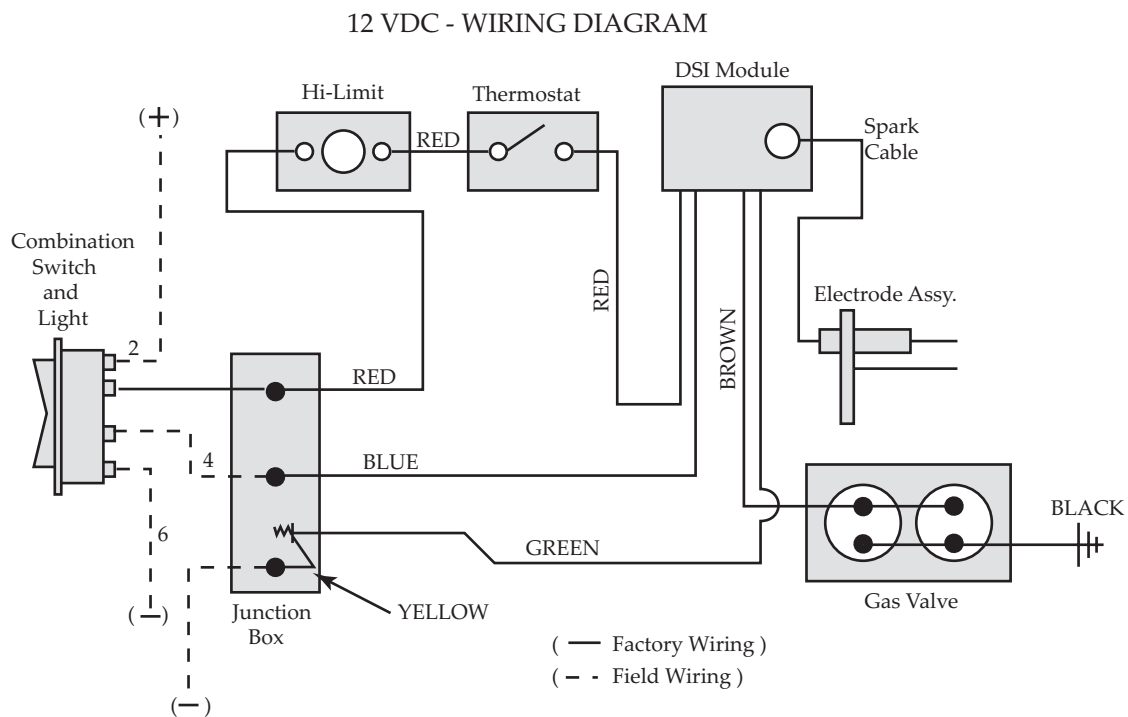 12 VDC - WIRING DIAGRAM
DSI Module
Hi-Limit
Thermostat
(+)
RED
Spark
Cable
Combination
Switch
and
Light
RED
Electrode Assy.
BROWN
2
RED
4
BLUE
6
BLACK
GREEN
Gas Valve
(—)
Junction
Box
YELLOW
( — Factory Wiring )
( – - Field Wiring )
(—)